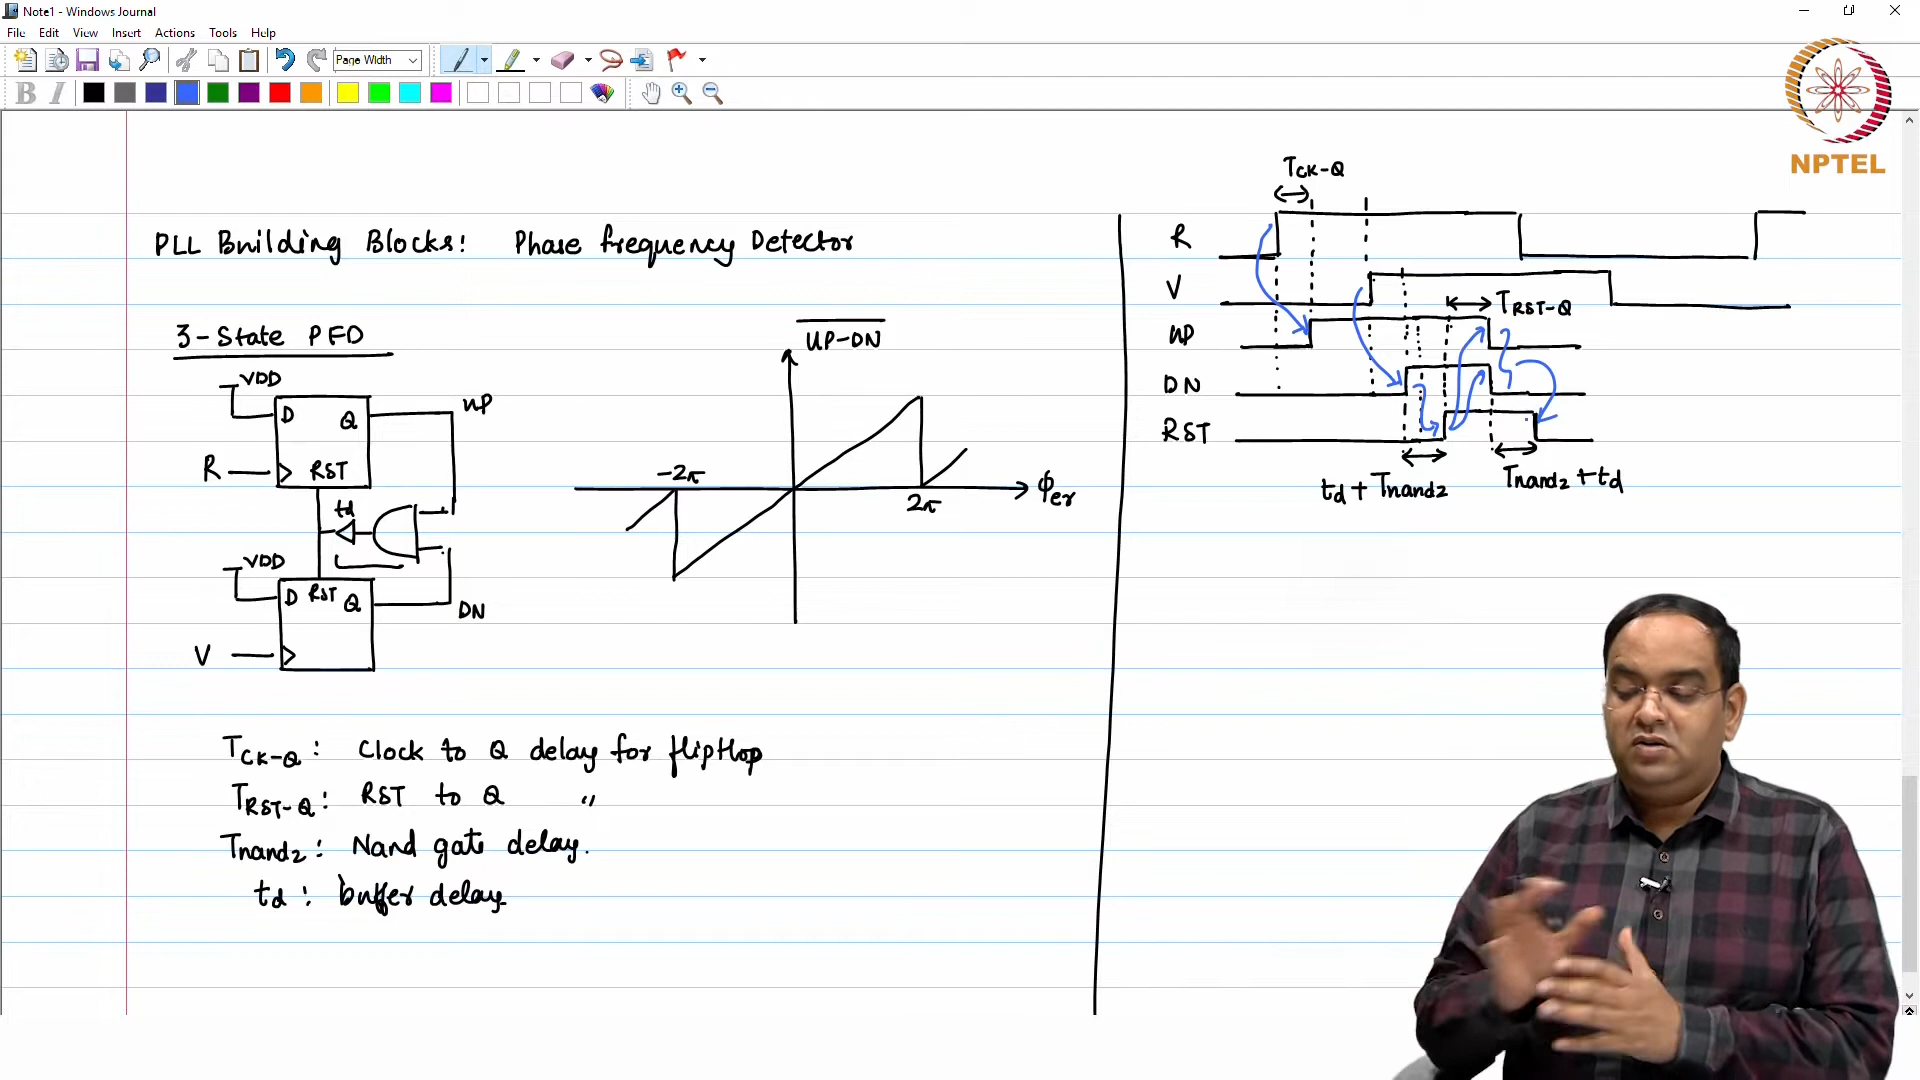 Note1 - Windows Journal
File Edit View Insert Actions Tools Help
Page Width
B I
NPTEL
PLL Building Blocks: Phase frequency Detector
3-State PFD
VDD
D Q
UP
R
RST
td
VDD
D RST Q
DN
V
UP-DN
-2π
2π
ϕer
TCK-Q : Clock to Q delay for flipflop
TRST-Q : RST to Q "
Tnand2 : Nand gate delay.
td : buffer delay
TCK-Q
R
V
TRST-Q
UP
DN
RST
td + Tnand2
Tnand2 + td